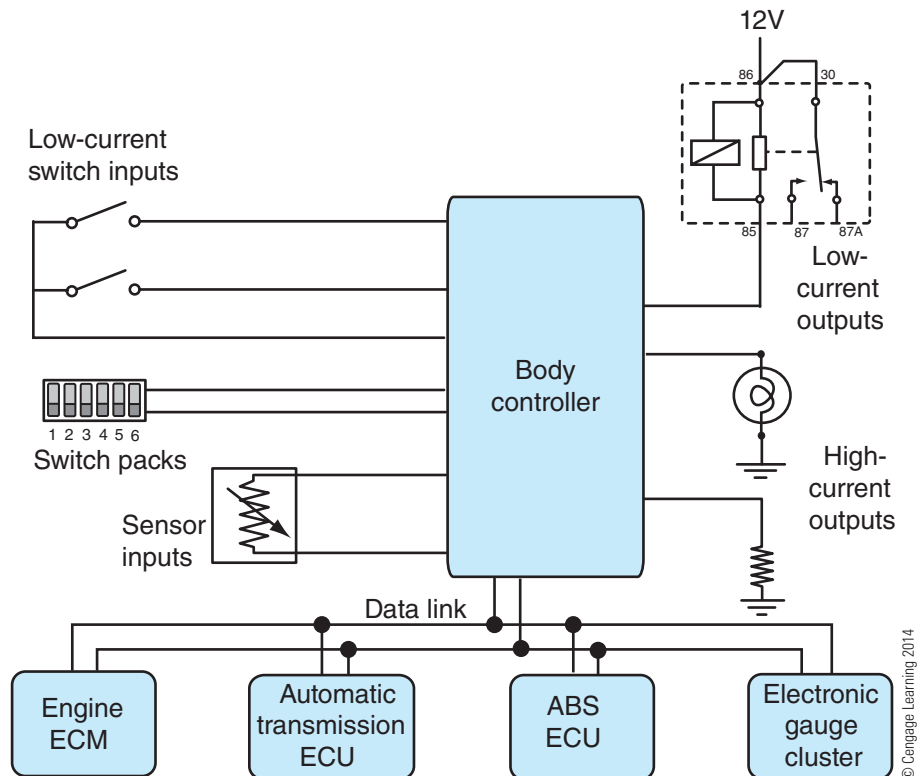 12V
86
30
85
87
87A
Low-
current
outputs
Low-current
switch inputs
Body
controller
1 2 3 4 5 6
Switch packs
Sensor
inputs
High-
current
outputs
Data link
Engine
ECM
Automatic
transmission
ECU
ABS
ECU
Electronic
gauge
cluster
© Cengage Learning 2014